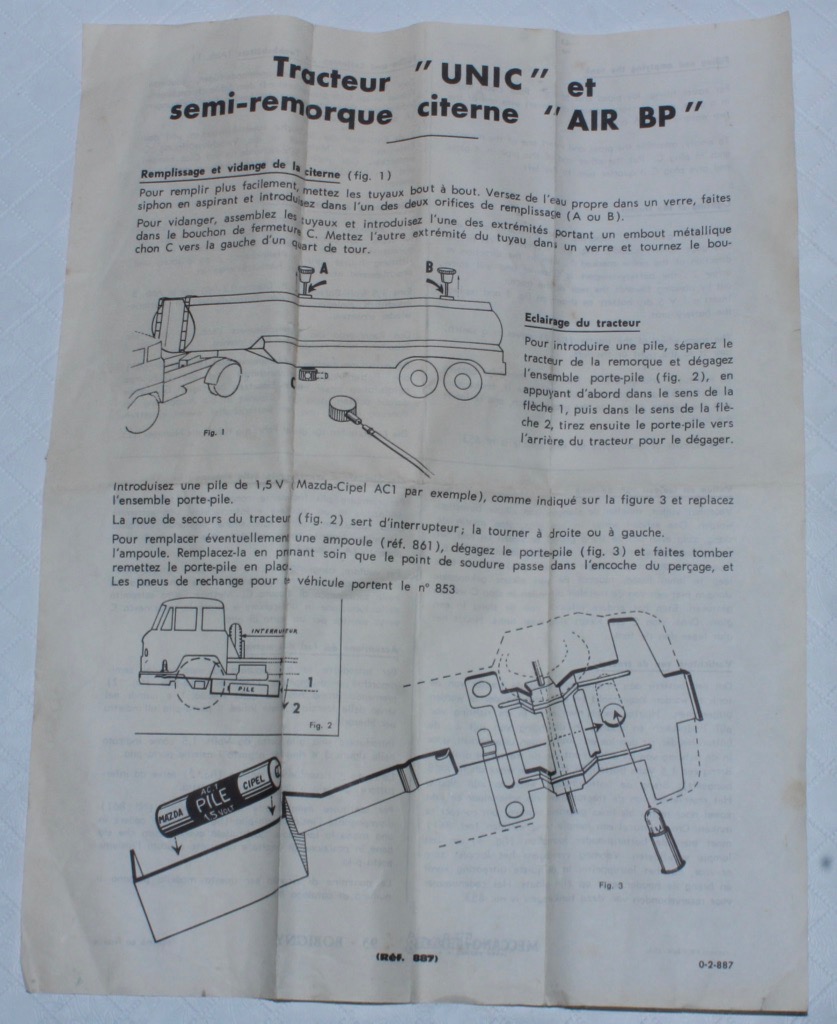 Tracteur "UNIC" et
semi-remorque citerne "AIR BP"
Remplissage et vidange de la citerne (fig. 1)
Pour remplir plus facilement, mettez les tuyaux bout à bout. Versez de l'eau propre dans un verre, faites
siphon en aspirant et introduisez dans l'un des deux orifices de remplissage (A ou B).
Pour vidanger, assemblez les tuyaux et introduisez l'une des extrémités portant un embout métallique
dans le bouchon de fermeture C. Mettez l'autre extrémité du tuyau dans un verre et tournez le bou-
chon C vers la gauche d'un quart de tour.
A
B
C
Fig. 1
Eclairage du tracteur
Pour introduire une pile, séparez le
tracteur de la remorque et dégagez
l'ensemble porte-pile (fig. 2), en
appuyant d'abord dans le sens de la
flèche 1, puis dans le sens de la flè-
che 2, tirez ensuite le porte-pile vers
l'arrière du tracteur pour le dégager.
Introduisez une pile de 1,5 V (Mazda-Cipel AC1 par exemple), comme indiqué sur la figure 3 et replacez
l'ensemble porte-pile.
La roue de secours du tracteur (fig. 2) sert d'interrupteur; la tourner à droite ou à gauche.
Pour remplacer éventuellement une ampoule (réf. 861), dégagez le porte-pile (fig. 3) et faites tomber
l'ampoule. Remplacez-la en prenant soin que le point de soudure passe dans l'encoche du perçage, et
remettez le porte-pile en place.
Les pneus de rechange pour le véhicule portent le n° 853
INTERRUPTEUR
PILE
1
2
Fig. 2
MAZDA
AC.1
PILE
1,5 VOLT
CIPEL
Fig. 3
(Réf. 887)
0-2-887